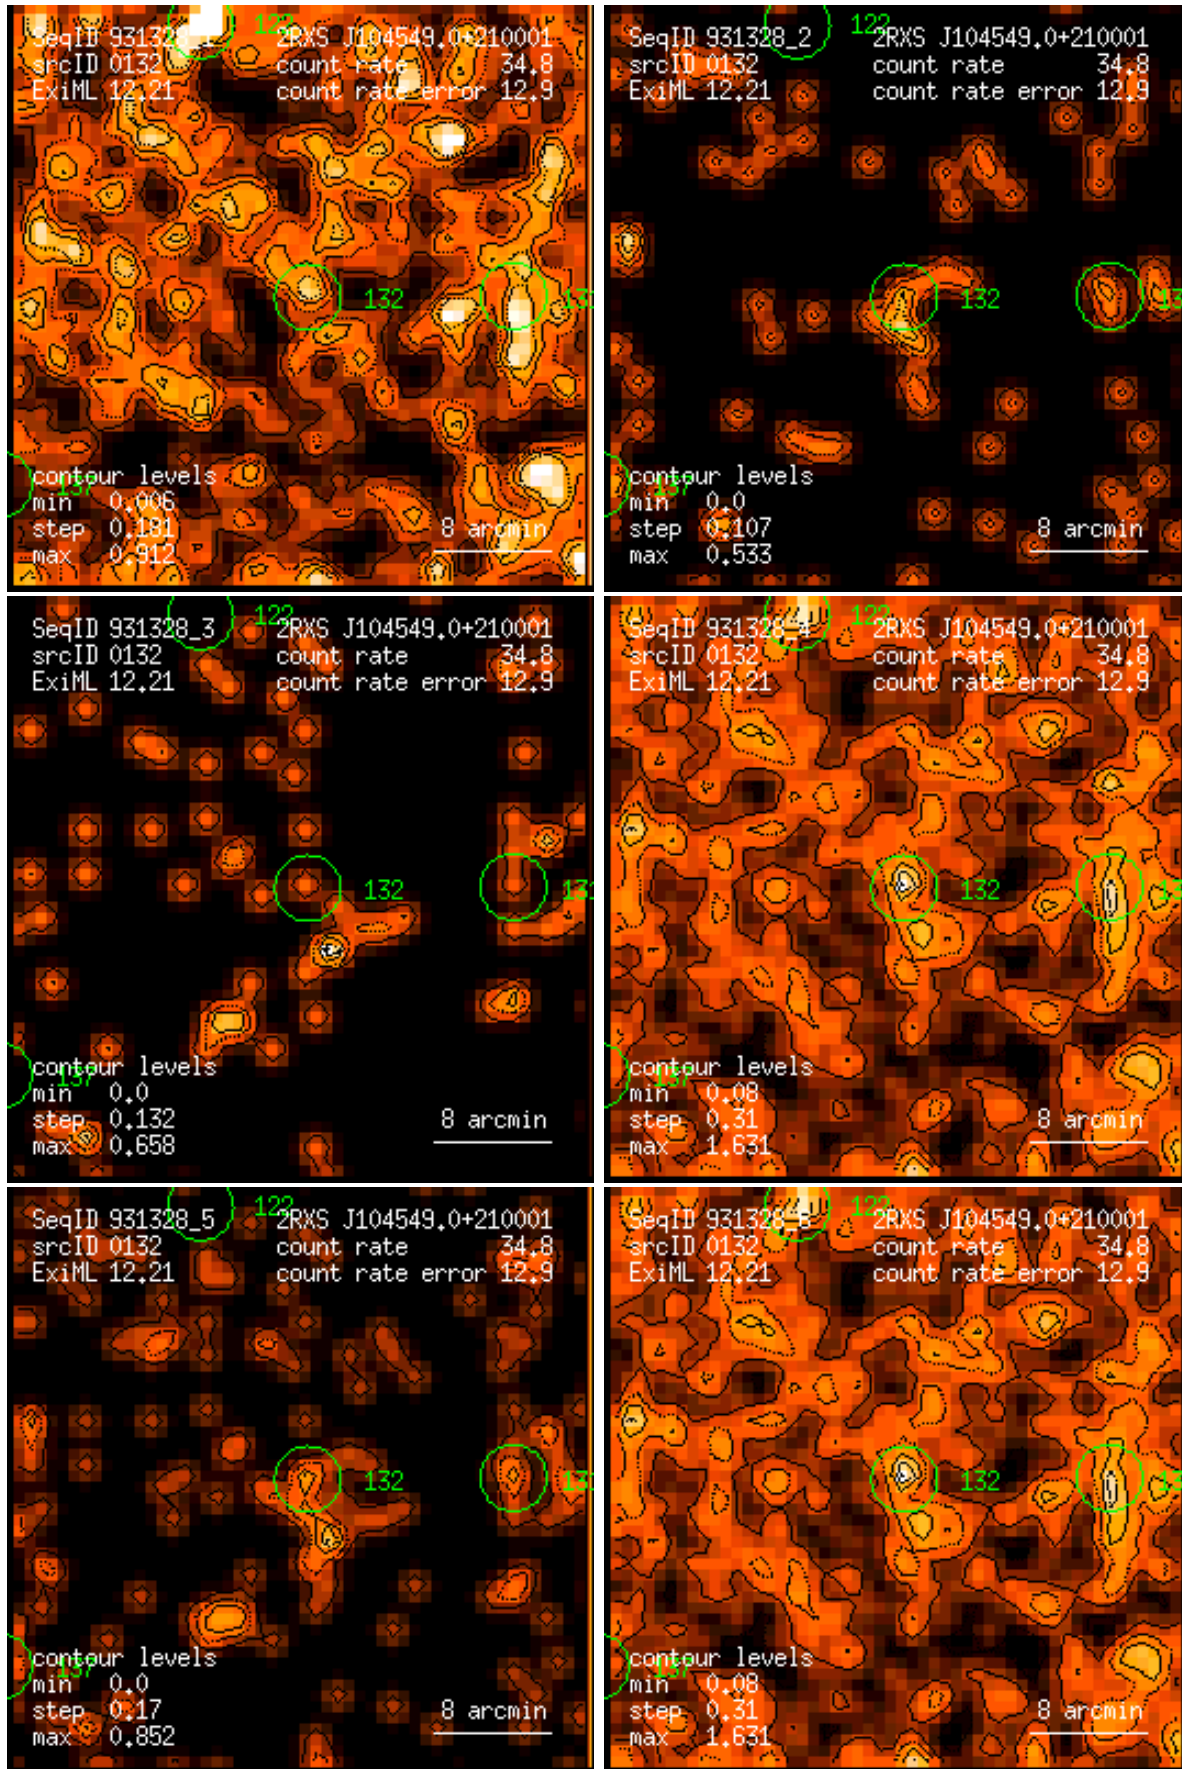 122
SeqID 931328_1 2RXS J104549.0+210001
srcID 0132 count rate 34.8
ExiML 12.21 count rate error 12.9
132
contour levels
137
min 0.006
step 0.181 8 arcmin
max 0.912
122
SeqID 931328_2 2RXS J104549.0+210001
srcID 0132 count rate 34.8
ExiML 12.21 count rate error 12.9
132
contour levels
137
min 0.0
step 0.107 8 arcmin
max 0.533
122
SeqID 931328_3 2RXS J104549.0+210001
srcID 0132 count rate 34.8
ExiML 12.21 count rate error 12.9
132
contour levels
137
min 0.0
step 0.132 8 arcmin
max 0.658
122
SeqID 931328_4 2RXS J104549.0+210001
srcID 0132 count rate 34.8
ExiML 12.21 count rate error 12.9
132
contour levels
137
min 0.08
step 0.31 8 arcmin
max 1.631
122
SeqID 931328_5 2RXS J104549.0+210001
srcID 0132 count rate 34.8
ExiML 12.21 count rate error 12.9
132
contour levels
137
min 0.0
step 0.17 8 arcmin
max 0.852
122
SeqID 931328_6 2RXS J104549.0+210001
srcID 0132 count rate 34.8
ExiML 12.21 count rate error 12.9
132
contour levels
137
min 0.08
step 0.31 8 arcmin
max 1.631